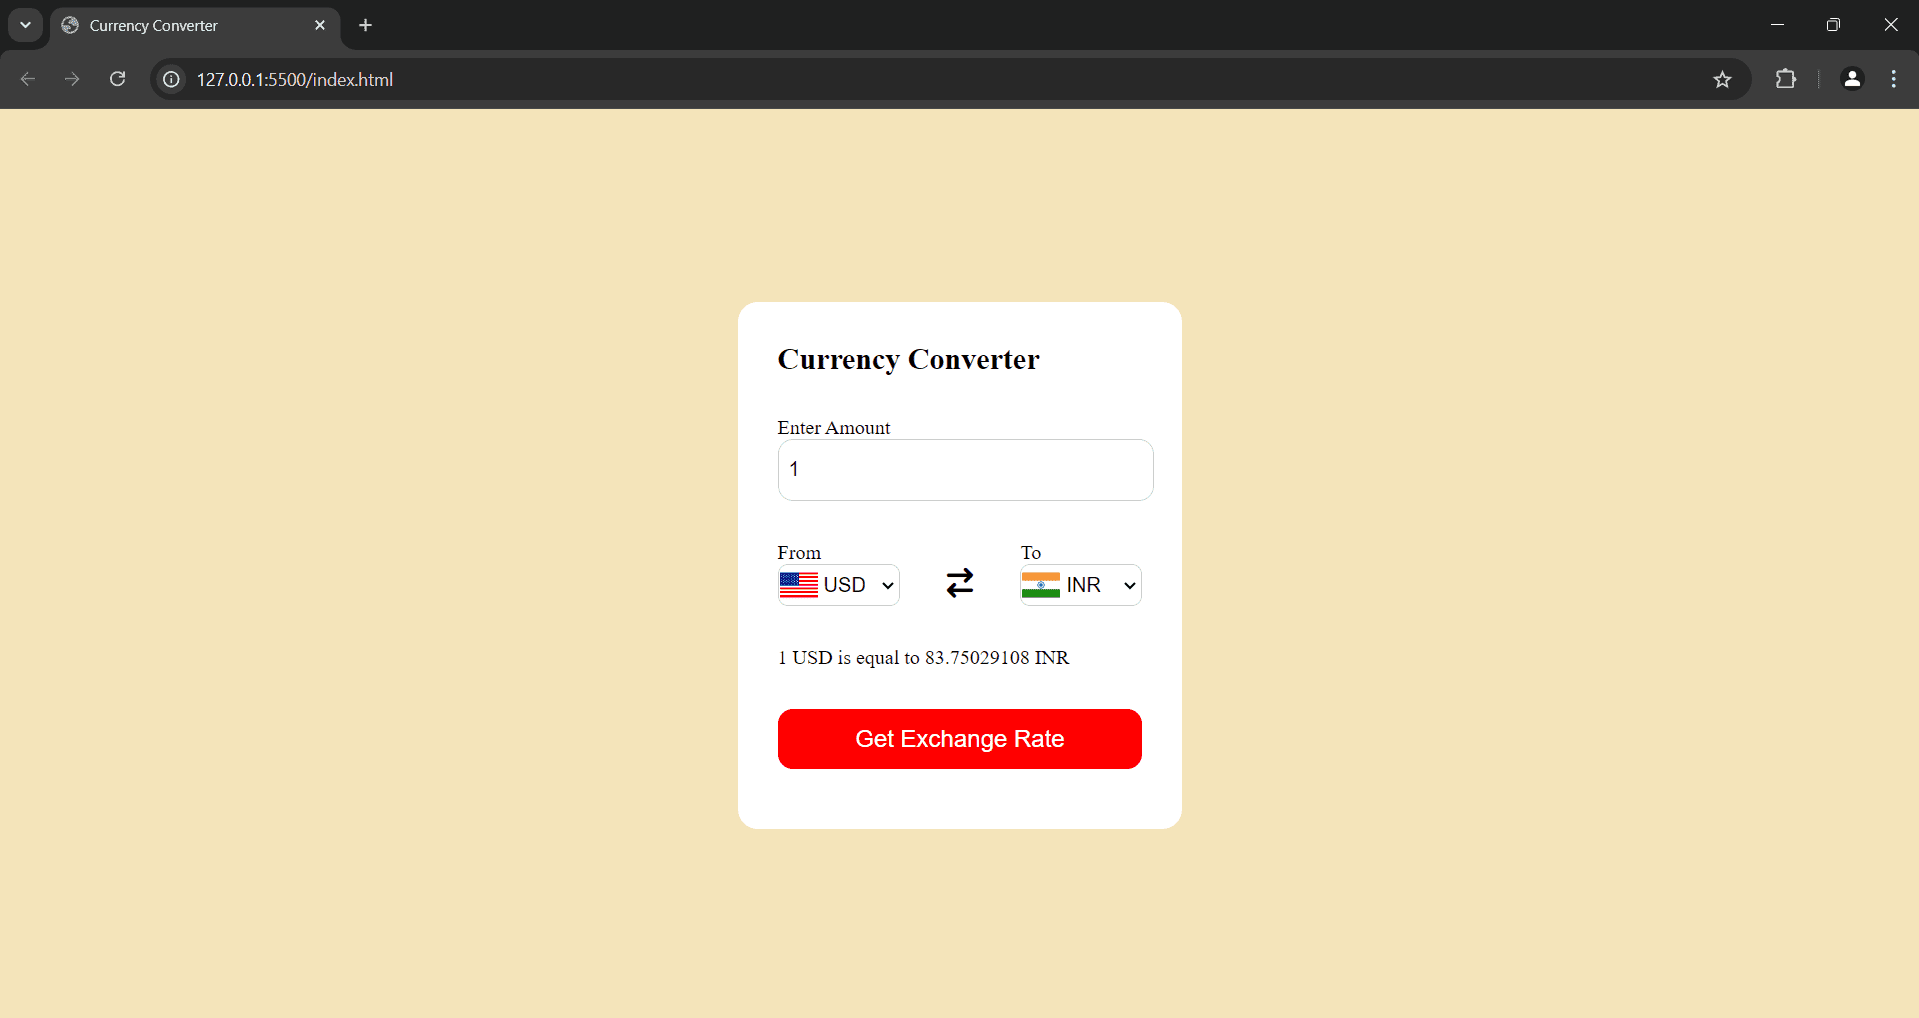 Currency Converter
127.0.0.1:5500/index.html
Currency Converter
Enter Amount
1
From
To
USD
INR
1 USD is equal to 83.75029108 INR
Get Exchange Rate